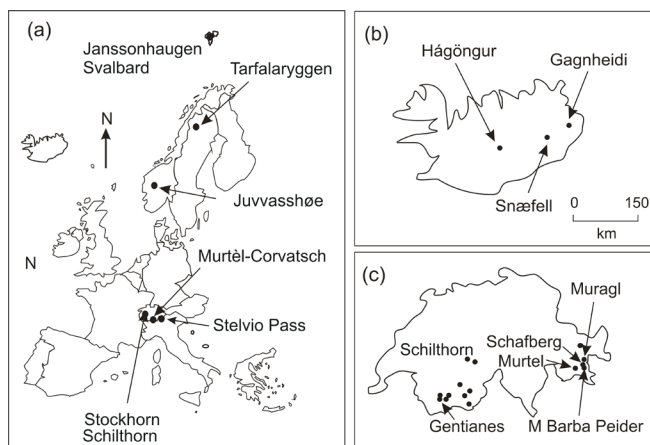 (a)
Janssonhaugen
Svalbard
Tarfalaryggen
N
Juvvasshøe
Murtèl-Corvatsch
N
Stelvio Pass
Stockhorn
Schilthorn
(b)
Hágöngur
Gagnheidi
Snæfell
0 150
km
(c)
Muragl
Schafberg
Schilthorn
Murtel
Gentianes
M Barba Peider